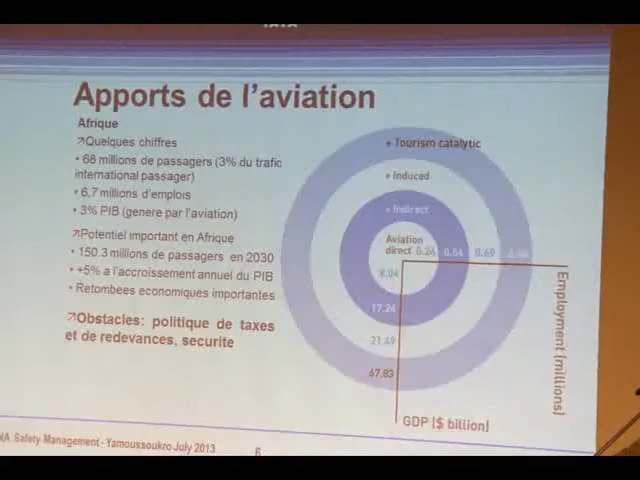 Apports de l'aviation
Afrique
Quelques chiffres
• 68 millions de passagers (3% du trafic
international passager)
• 6,7 millions d'emplois
• 3% PIB (genere par l'aviation)
Potentiel important en Afrique
• 150.3 millions de passagers en 2030
• +5% a l'accroissement annuel du PIB
• Retombées economiques importantes
Obstacles: politique de taxes
et de redevances, securite
+ Tourism catalytic
+ Induced
+ Indirect
Aviation
direct 0.26 0.54 0.69
8.04
17.24
21.49
67.83
Employment (millions)
GDP ($ billion)
Safety Management - Yamoussoukro July 2013
6